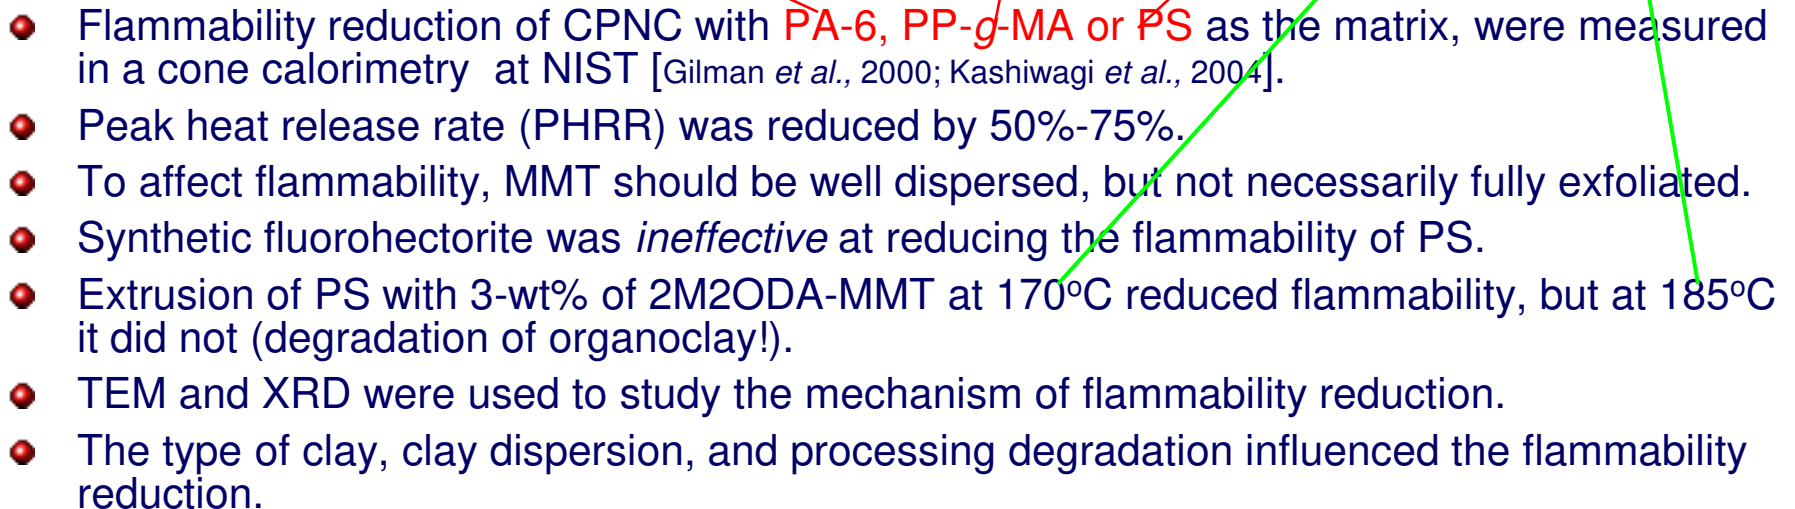 Flammability reduction of CPNC with PA-6, PP-g-MA or PS as the matrix, were measured
in a cone calorimetry at NIST [Gilman et al., 2000; Kashiwagi et al., 2004].
Peak heat release rate (PHRR) was reduced by 50%-75%.
To affect flammability, MMT should be well dispersed, but not necessarily fully exfoliated.
Synthetic fluorohectorite was ineffective at reducing the flammability of PS.
Extrusion of PS with 3-wt% of 2M2ODA-MMT at 170ºC reduced flammability, but at 185ºC
it did not (degradation of organoclay!).
TEM and XRD were used to study the mechanism of flammability reduction.
The type of clay, clay dispersion, and processing degradation influenced the flammability
reduction.